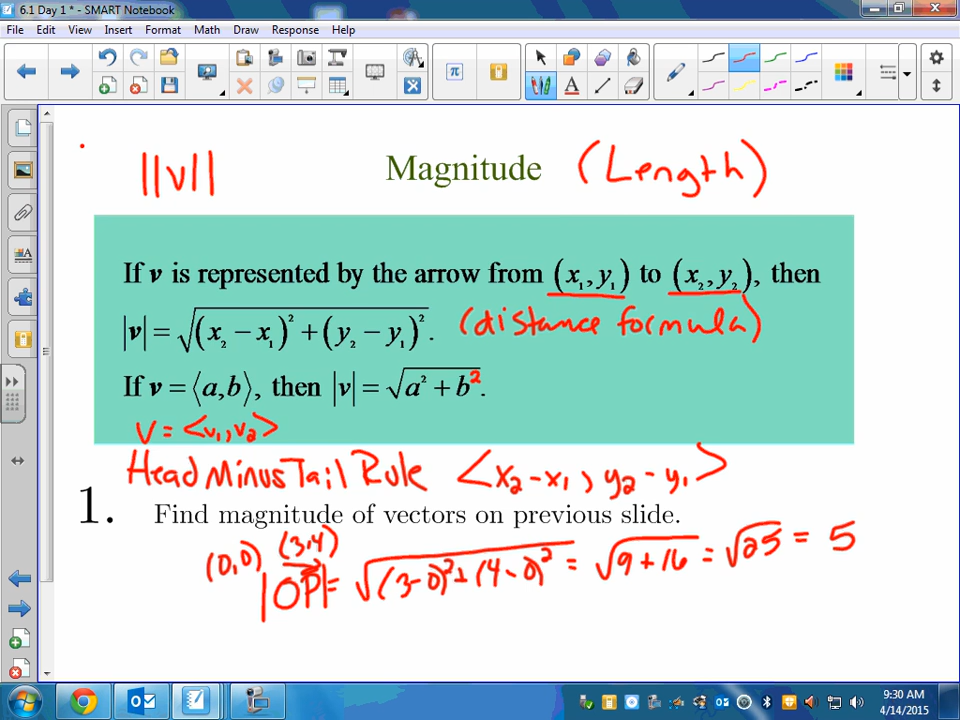 6.1 Day 1 * - SMART Notebook
File Edit View Insert Format Math Draw Response Help
||v|| Magnitude (Length)
If v is represented by the arrow from (x₁, y₁) to (x₂, y₂), then
|v| = √(x₂ − x₁)² + (y₂ − y₁)². (distance formula)
If v = ⟨a,b⟩, then |v| = √a² + b².
V = <v₁, v₂>
Head Minus Tail Rule <x₂ - x₁, y₂ - y₁>
1. Find magnitude of vectors on previous slide.
(0,0) (3,4)
|OP| = √(3-0)² + (4-0)² = √9+16 = √25 = 5
9:30 AM
4/14/2015